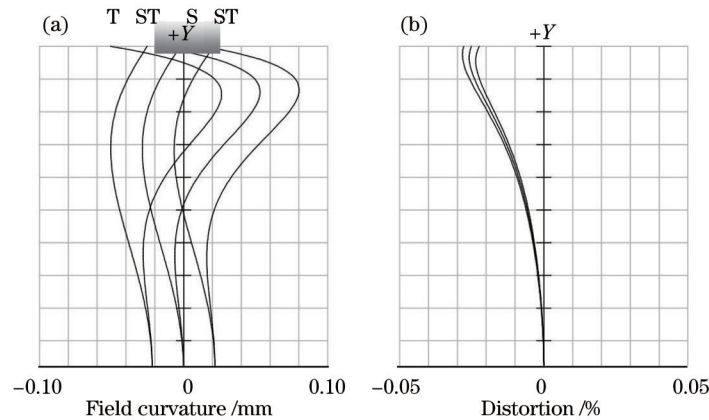 (a) T ST S ST
+Y
-0.10 0 0.10
Field curvature /mm
(b)
+Y
-0.05 0 0.05
Distortion /%